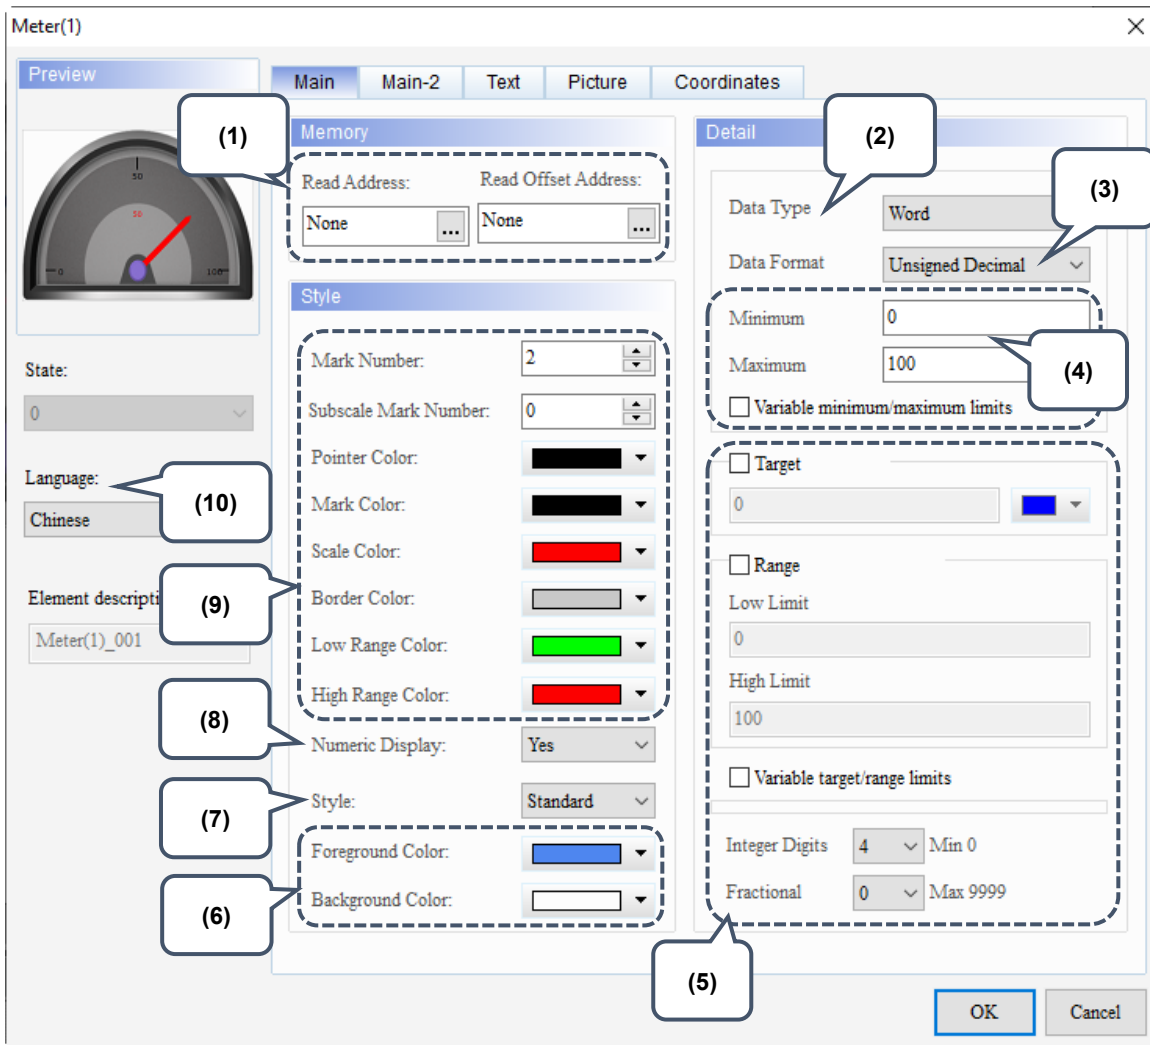 Meter(1)
Preview
50
50
0
100
State:
0
Language:
Chinese
Element descripti
Meter(1)_001
Main
Main-2
Text
Picture
Coordinates
Memory
Read Address:
Read Offset Address:
None
...
None
...
Style
Mark Number:
2
Subscale Mark Number:
0
Pointer Color:
Mark Color:
Scale Color:
Border Color:
Low Range Color:
High Range Color:
Numeric Display:
Yes
Style:
Standard
Foreground Color:
Background Color:
Detail
Data Type
Word
Data Format
Unsigned Decimal
Minimum
0
Maximum
100
Variable minimum/maximum limits
Target
0
Range
Low Limit
0
High Limit
100
Variable target/range limits
Integer Digits
4
Min 0
Fractional
0
Max 9999
OK
Cancel
(1)
(2)
(3)
(4)
(5)
(6)
(7)
(8)
(9)
(10)